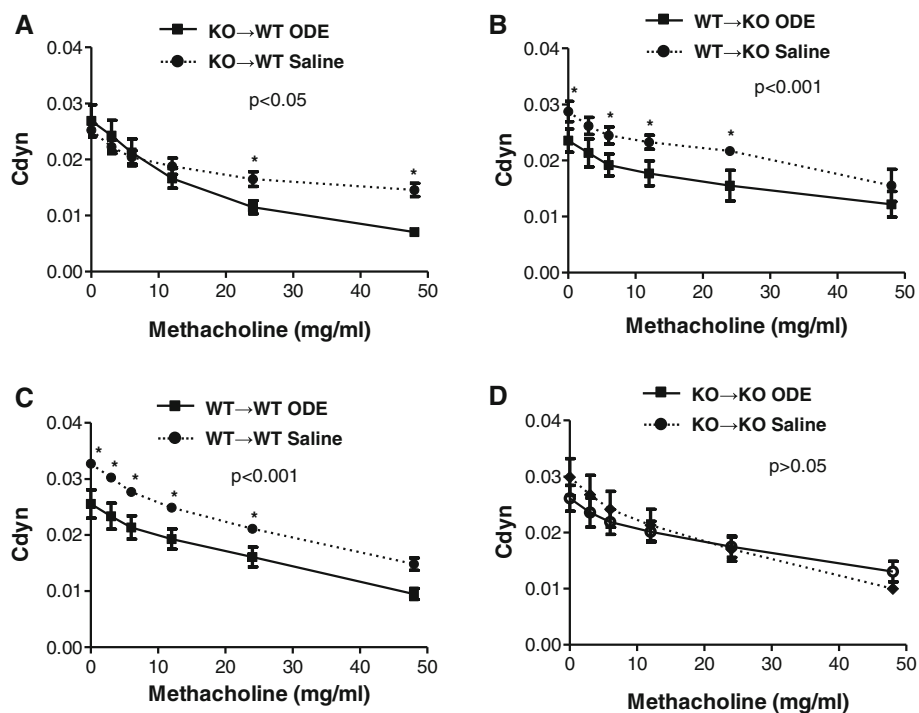 A
KO→WT ODE
KO→WT Saline
p<0.05
Cdyn
0.04
0.03
0.02
0.01
0.00
*
*
0 10 20 30 40 50
Methacholine (mg/ml)
B
WT→KO ODE
WT→KO Saline
p<0.001
Cdyn
0.04
0.03
0.02
0.01
0.00
* * * *
0 10 20 30 40 50
Methacholine (mg/ml)
C
WT→WT ODE
WT→WT Saline
p<0.001
Cdyn
0.04
0.03
0.02
0.01
0.00
* * * * *
0 10 20 30 40 50
Methacholine (mg/ml)
D
KO→KO ODE
KO→KO Saline
p>0.05
Cdyn
0.04
0.03
0.02
0.01
0.00
0 10 20 30 40 50
Methacholine (mg/ml)